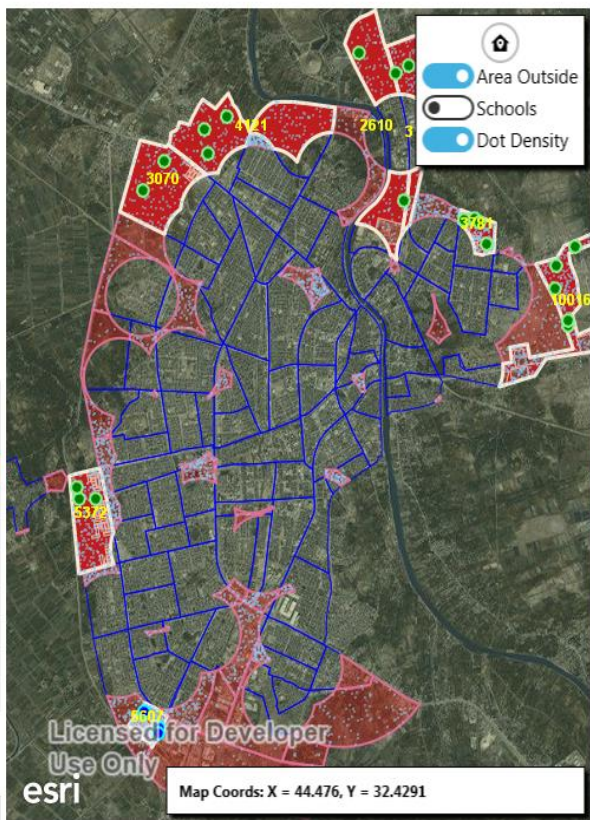 Area Outside
Schools
Dot Density
4121
2610
3
3070
3781
10016
5372
5607
Licensed for Developer
Use Only
esri
Map Coords: X = 44.476, Y = 32.4291